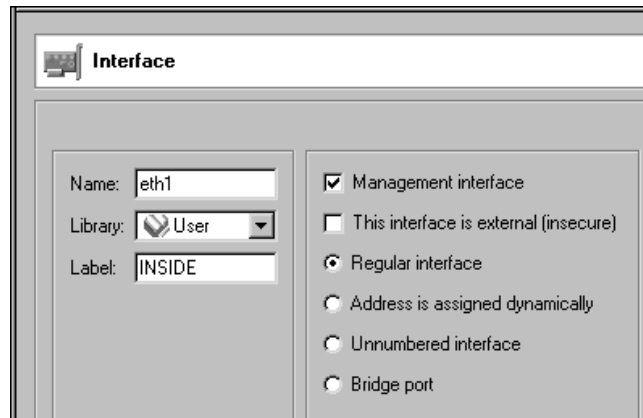 Interface
Name: eth1
Library: User
Label: INSIDE
Management interface
This interface is external (insecure)
Regular interface
Address is assigned dynamically
Unnumbered interface
Bridge port